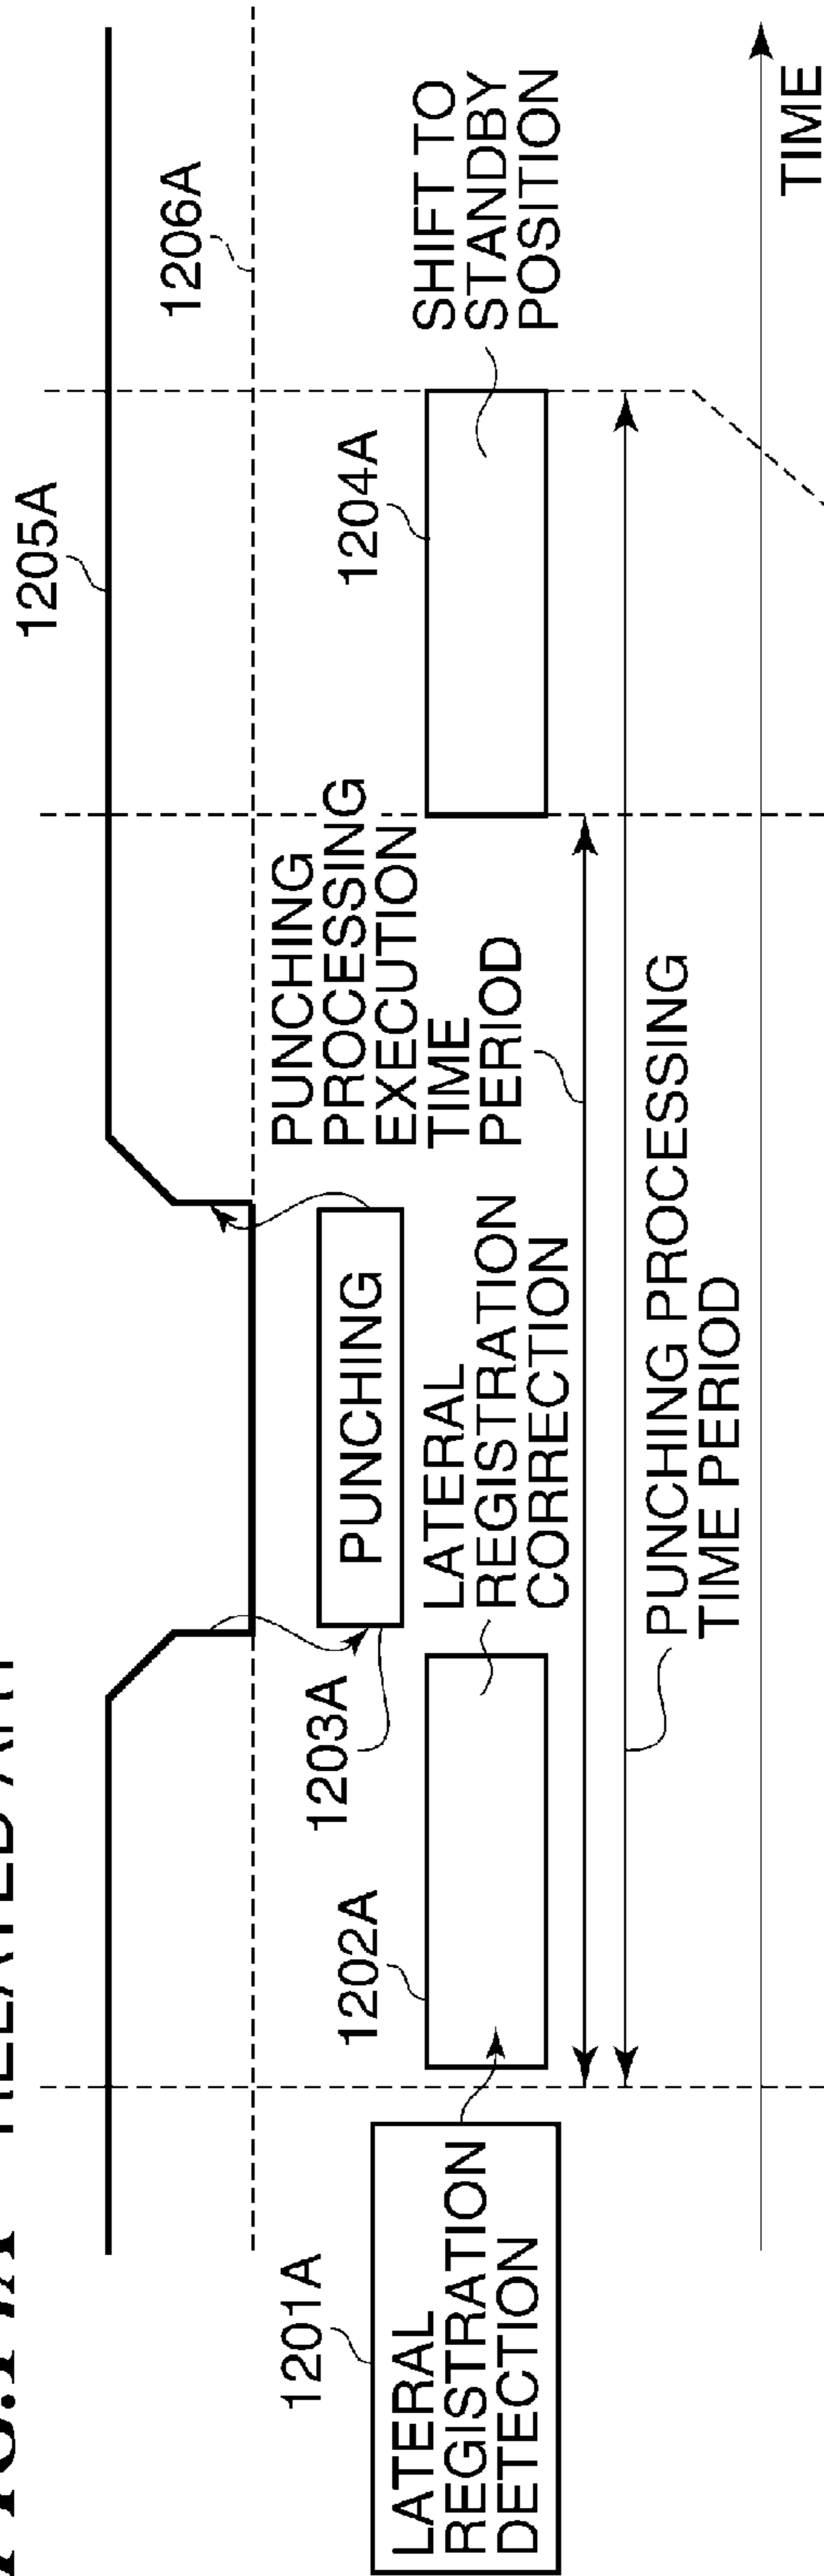 RELATED ART
1205A
1206A
1201A
LATERAL
REGISTRATION
DETECTION
1202A
1203A
PUNCHING
LATERAL
REGISTRATION
CORRECTION
PUNCHING
PROCESSING
EXECUTION
TIME
PERIOD
1204A
SHIFT TO
STANDBY
POSITION
PUNCHING PROCESSING
TIME PERIOD
TIME